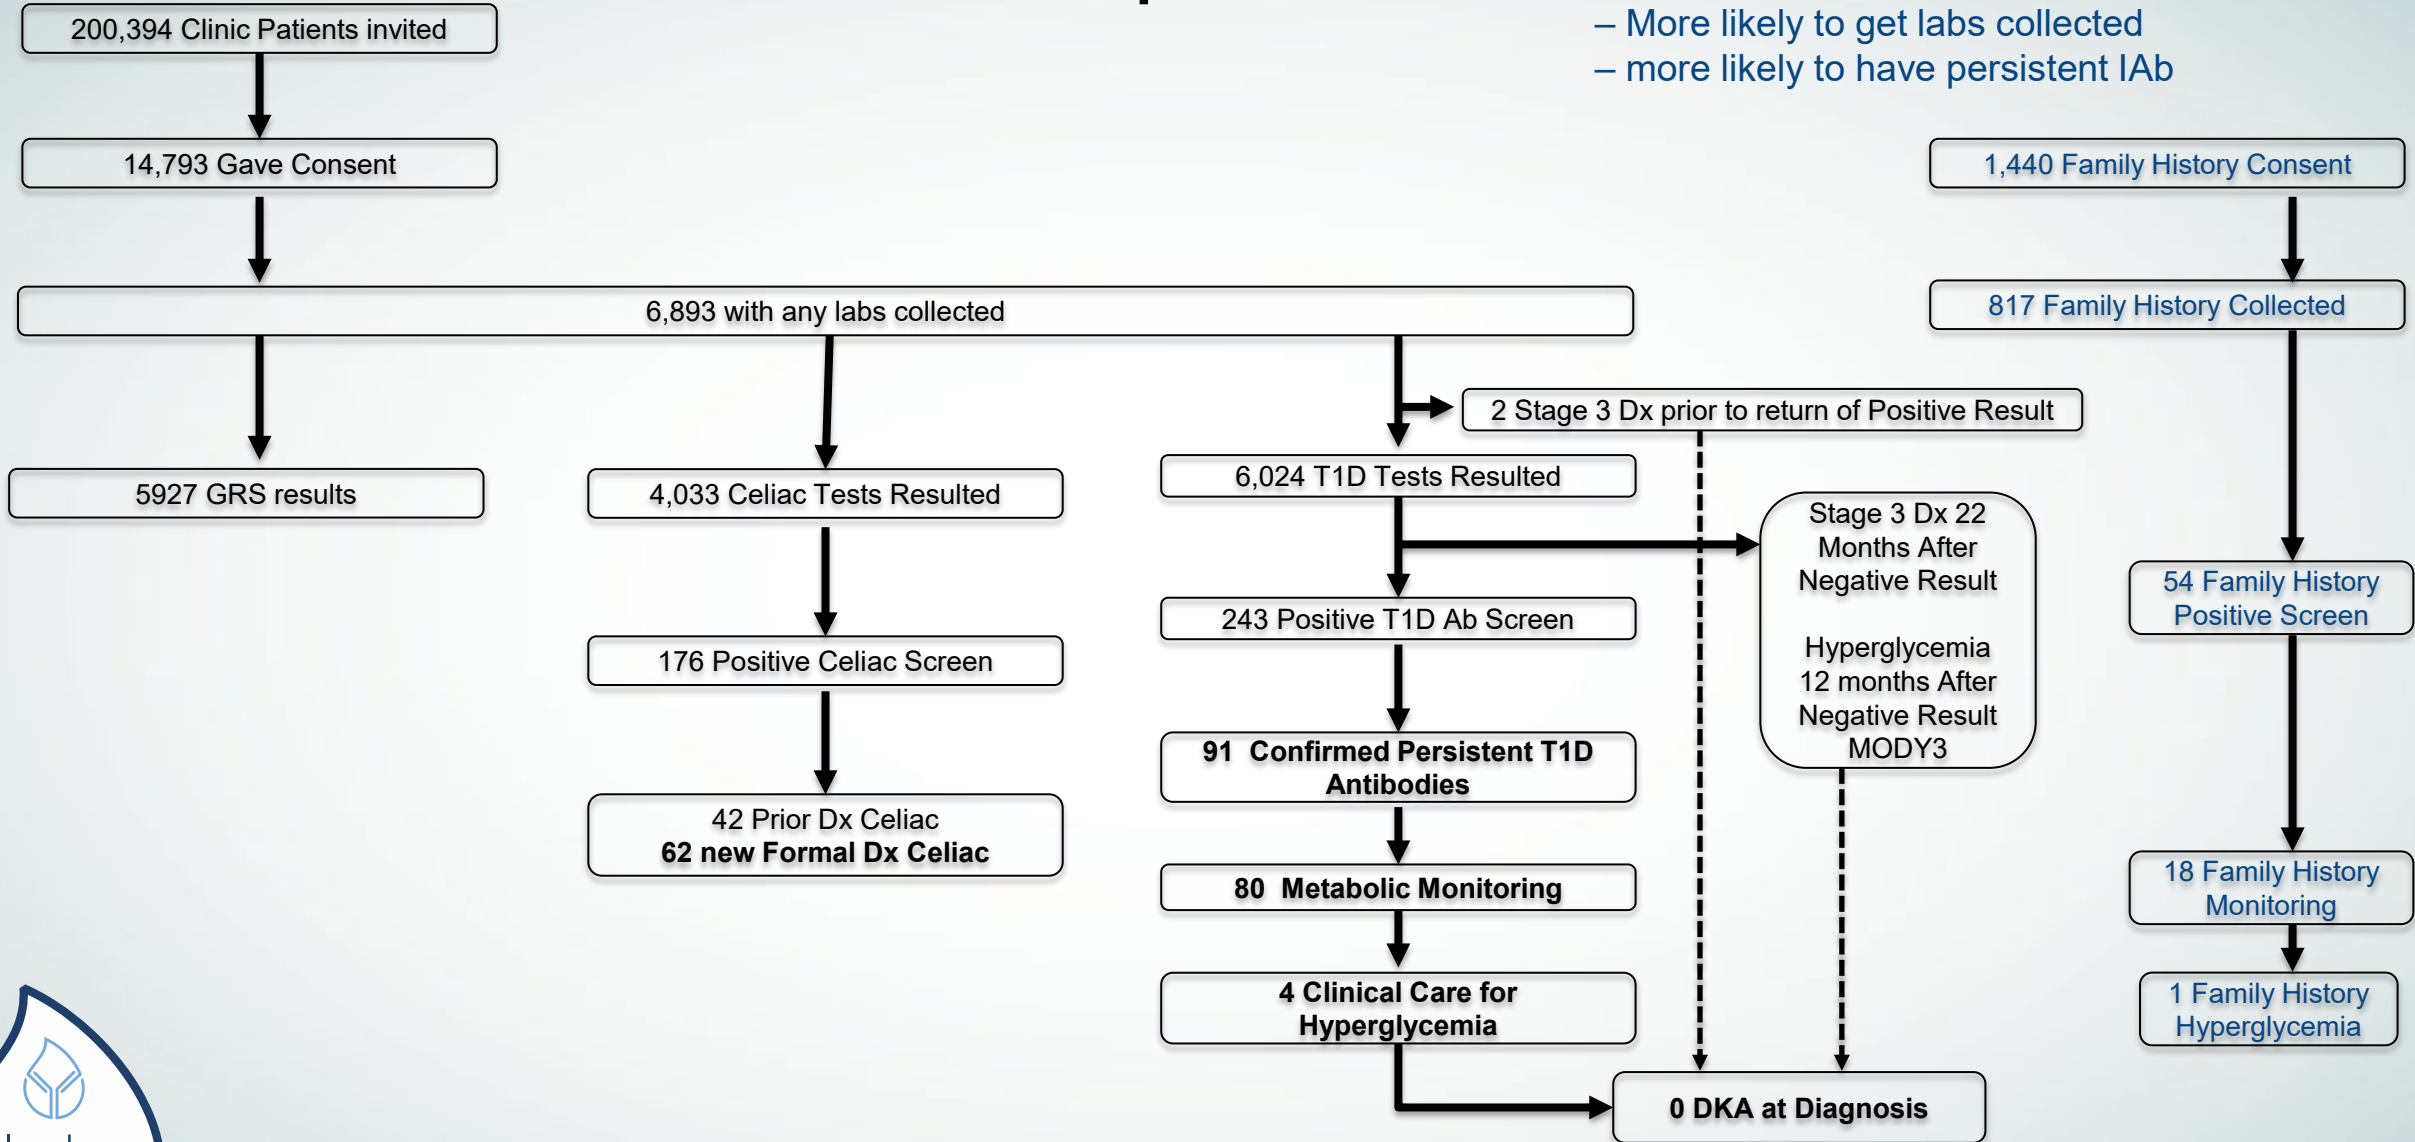 – More likely to get labs collected
– more likely to have persistent IAb
200,394 Clinic Patients invited
14,793 Gave Consent
1,440 Family History Consent
6,893 with any labs collected
817 Family History Collected
2 Stage 3 Dx prior to return of Positive Result
5927 GRS results
4,033 Celiac Tests Resulted
6,024 T1D Tests Resulted
Stage 3 Dx 22
Months After
Negative Result
Hyperglycemia
12 months After
Negative Result
MODY3
54 Family History
Positive Screen
243 Positive T1D Ab Screen
176 Positive Celiac Screen
91 Confirmed Persistent T1D
Antibodies
42 Prior Dx Celiac
62 new Formal Dx Celiac
80 Metabolic Monitoring
18 Family History
Monitoring
4 Clinical Care for
Hyperglycemia
1 Family History
Hyperglycemia
0 DKA at Diagnosis